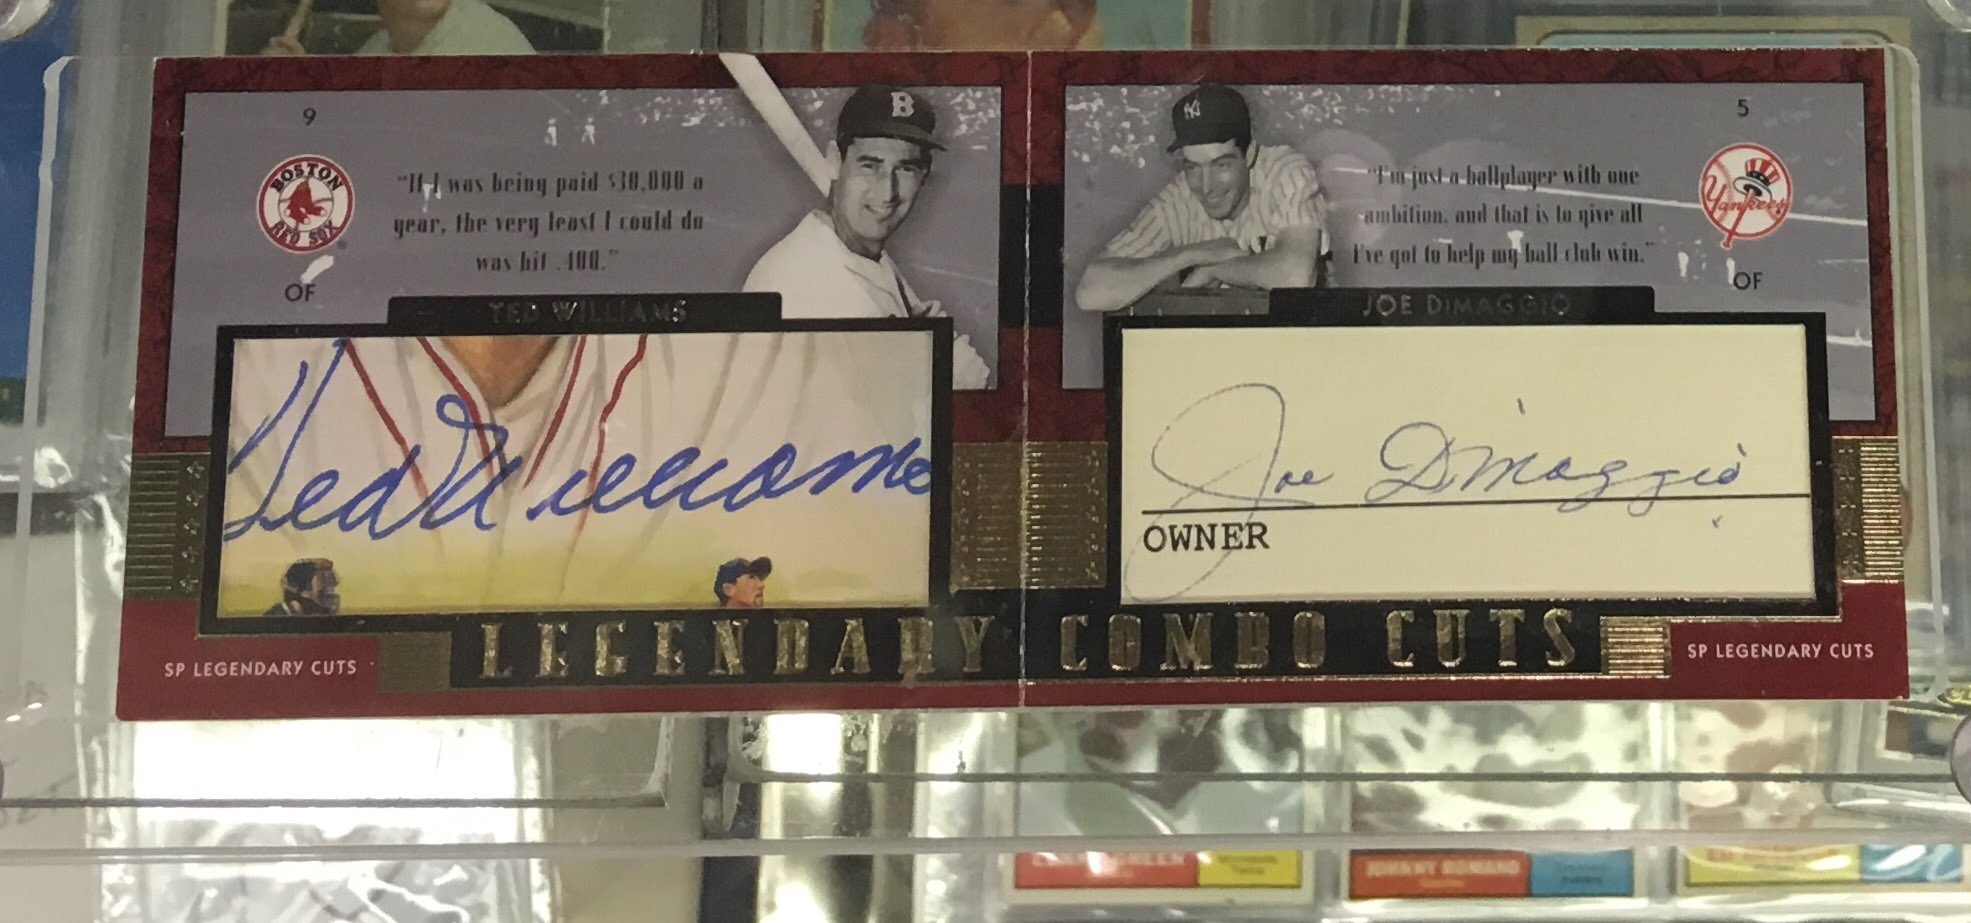 9
BOSTON
RED SOX
"If I was being paid $30,000 a
year, the very least I could do
was hit .400."
OF
TED WILLIAMS
B
Ted Williams
SP LEGENDARY CUTS
NY
"I'm just a ballplayer with one
ambition, and that is to give all
I've got to help my ball club win."
5
Yankees
OF
JOE DiMAGGIO
Joe DiMaggio
OWNER
LEGENDARY COMBO CUTS
SP LEGENDARY CUTS
JOHNNY ROMANO